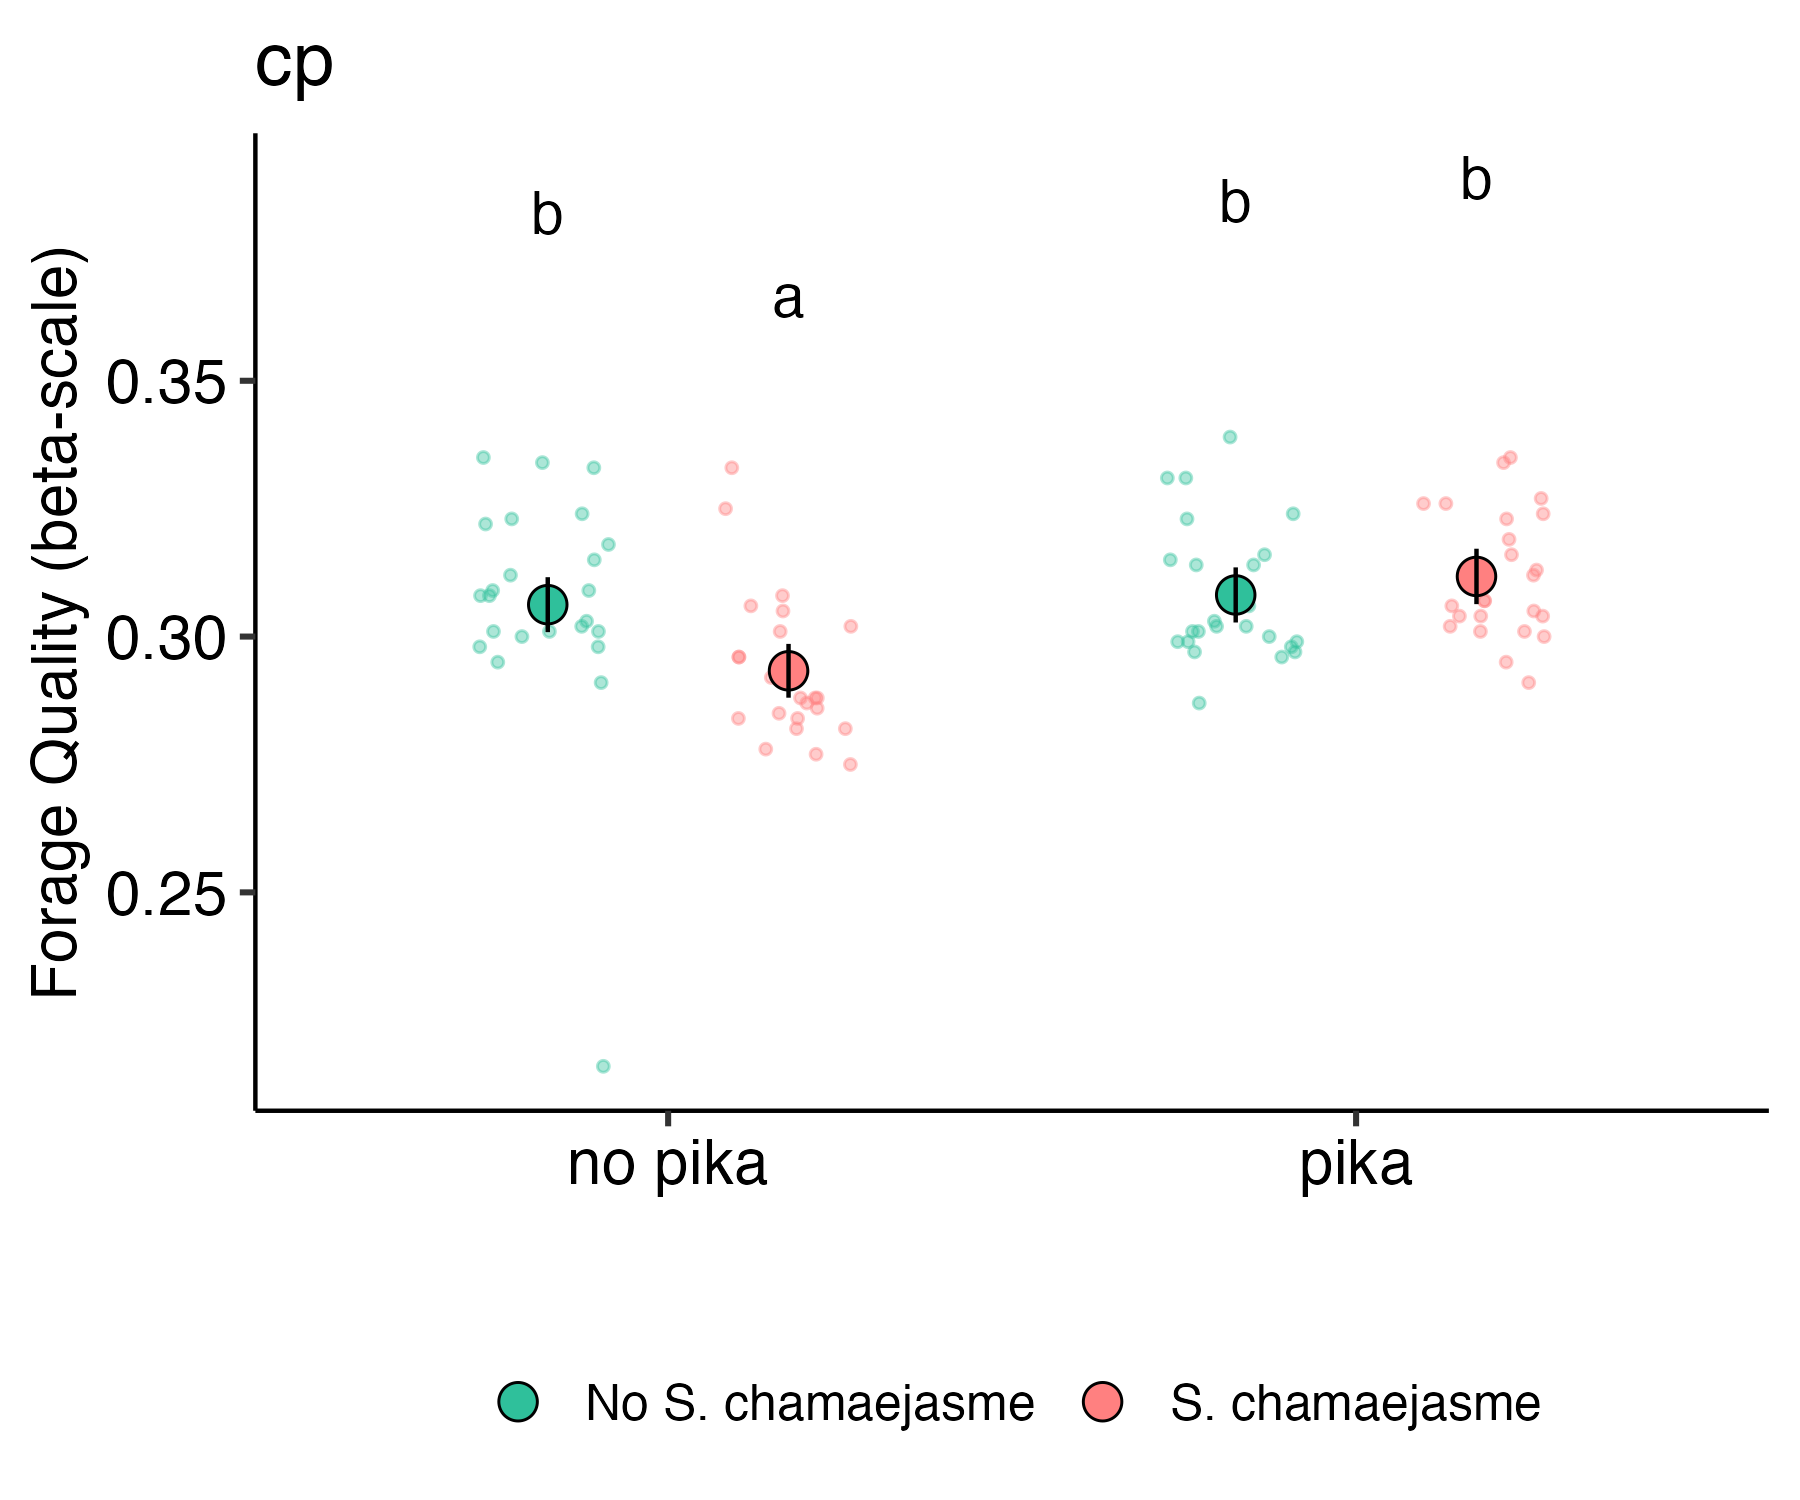 cp
b
b
b
a
Forage Quality (beta-scale)
0.35
0.30
0.25
no pika
pika
No S. chamaejasme
S. chamaejasme